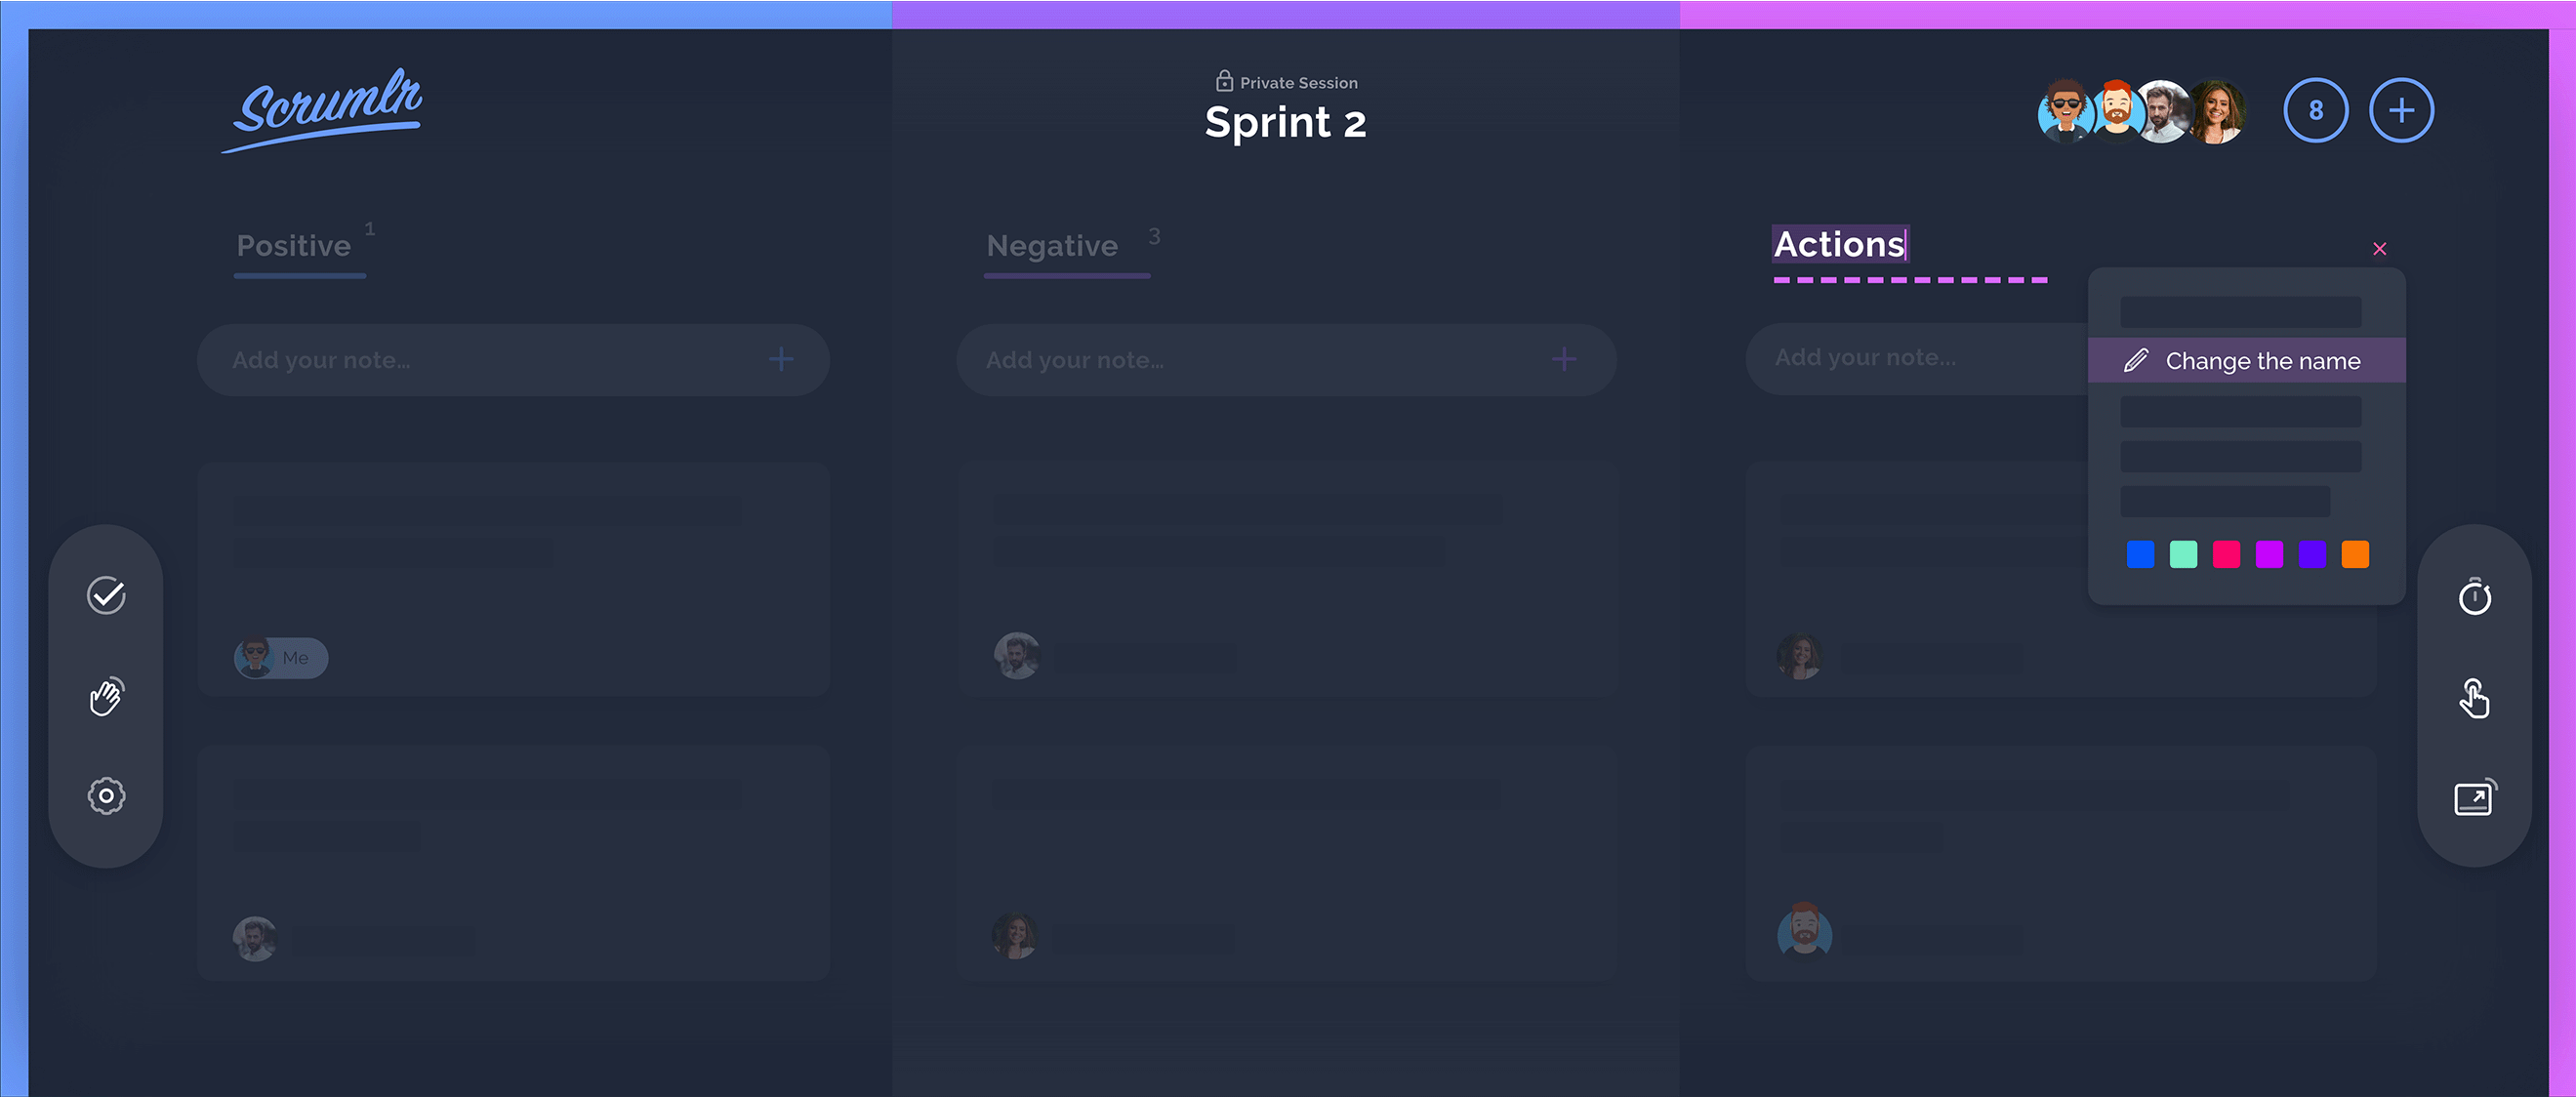 Scrumlr
Private Session
Sprint 2
8
Positive 1
Negative 3
Actions
Add your note...
Add your note...
Add your note...
Change the name
Me